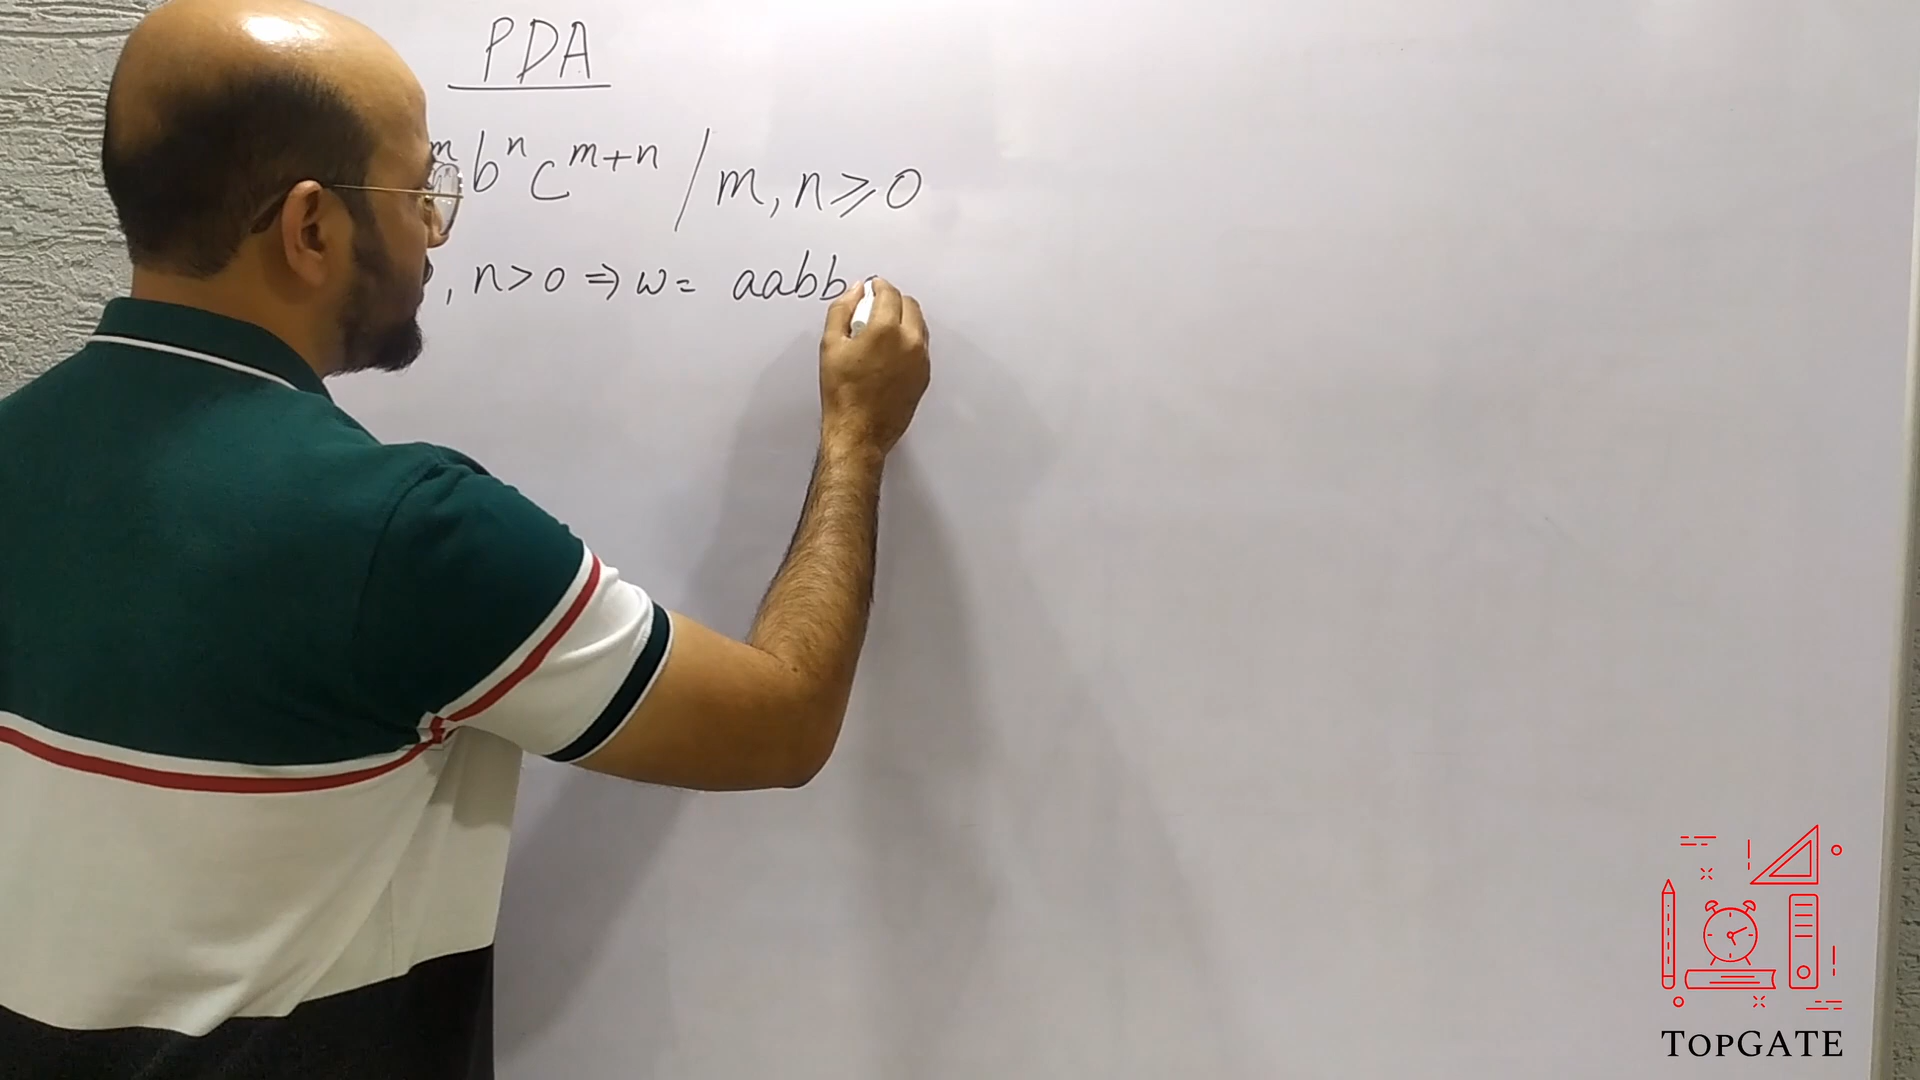 PDA
m b^n c^{m+n} / m, n ≥ 0
, n > 0 ⇒ w = aabb
TOPGATE